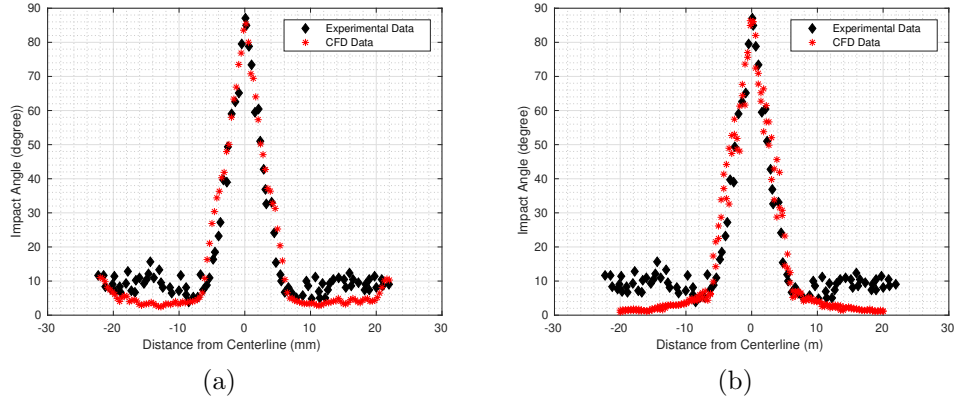 90
80
70
60
50
40
30
20
10
0
Impact Angle (degree))
Experimental Data
CFD Data
-30 -20 -10 0 10 20 30
Distance from Centerline (mm)
(a)
90
80
70
60
50
40
30
20
10
0
Impact Angle (degree)
Experimental Data
CFD Data
-30 -20 -10 0 10 20 30
Distance from Centerline (m)
(b)